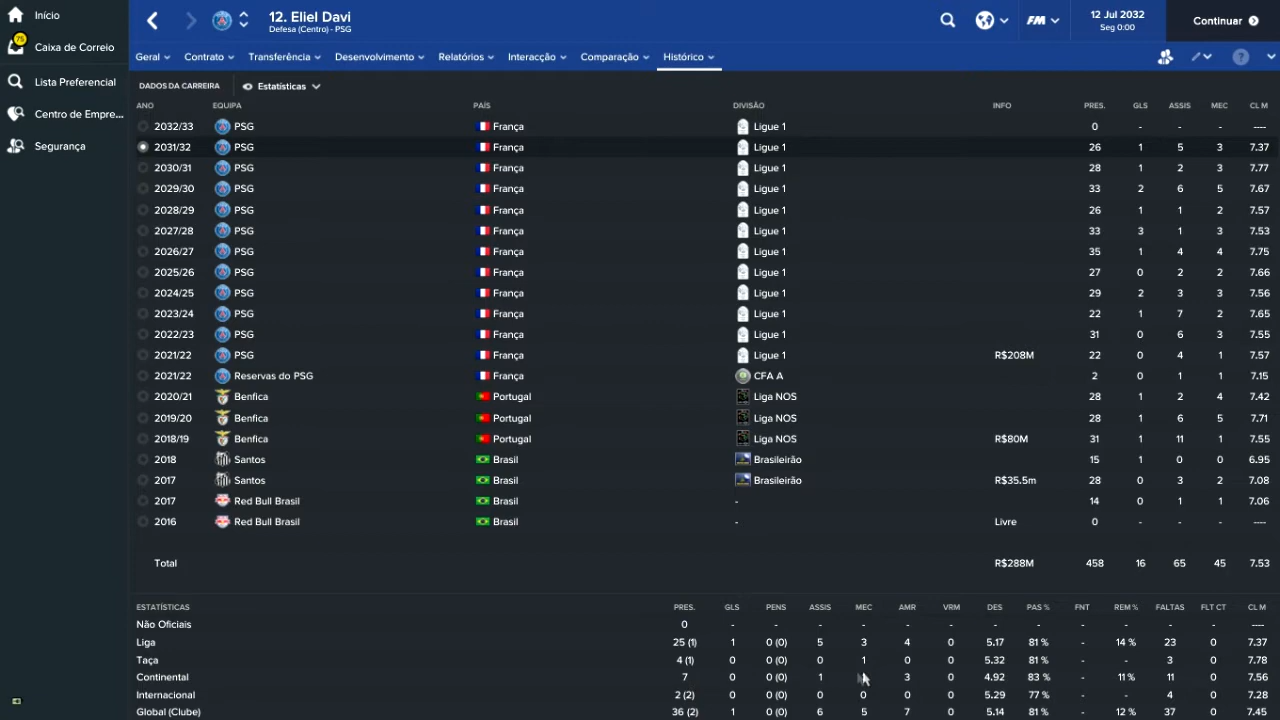 Início
75
Caixa de Correio
Lista Preferencial
Centro de Empre...
Segurança
12. Eliel Davi
Defesa (Centro) - PSG
FM
12 Jul 2032
Seg 0:00
Continuar
Geral Contrato Transferência Desenvolvimento Relatórios Interacção Comparação Histórico
DADOS DA CARREIRA Estatísticas
ANO EQUIPA PAÍS DIVISÃO INFO PRES. GLS ASSIS MEC CL M
2032/33 PSG França Ligue 1 0 - - - ----
2031/32 PSG França Ligue 1 26 1 5 3 7.37
2030/31 PSG França Ligue 1 28 1 2 3 7.77
2029/30 PSG França Ligue 1 33 2 6 5 7.67
2028/29 PSG França Ligue 1 26 1 1 2 7.57
2027/28 PSG França Ligue 1 33 3 1 3 7.53
2026/27 PSG França Ligue 1 35 1 4 4 7.75
2025/26 PSG França Ligue 1 27 0 2 2 7.66
2024/25 PSG França Ligue 1 29 2 3 3 7.56
2023/24 PSG França Ligue 1 22 1 7 2 7.65
2022/23 PSG França Ligue 1 31 0 6 3 7.55
2021/22 PSG França Ligue 1 R$208M 22 0 4 1 7.57
2021/22 Reservas do PSG França CFA A 2 0 1 1 7.15
2020/21 Benfica Portugal Liga NOS 28 1 2 4 7.42
2019/20 Benfica Portugal Liga NOS 28 1 6 5 7.71
2018/19 Benfica Portugal Liga NOS R$80M 31 1 11 1 7.55
2018 Santos Brasil Brasileirão 15 1 0 0 6.95
2017 Santos Brasil Brasileirão R$35.5m 28 0 3 2 7.08
2017 Red Bull Brasil Brasil - 14 0 1 1 7.06
2016 Red Bull Brasil Brasil - Livre 0 - - - ----
Total R$288M 458 16 65 45 7.53
ESTATÍSTICAS PRES. GLS PENS ASSIS MEC AMR VRM DES PAS % FNT REM % FALTAS FLT CT CL M
Não Oficiais 0 - - - - - - - - - - - - ----
Liga 25 (1) 1 0 (0) 5 3 4 0 5.17 81 % - 14 % 23 0 7.37
Taça 4 (1) 0 0 (0) 0 1 0 0 5.32 81 % - - 3 0 7.78
Continental 7 0 0 (0) 1 1 3 0 4.92 83 % - 11 % 11 0 7.56
Internacional 2 (2) 0 0 (0) 0 0 0 0 5.29 77 % - - 4 0 7.28
Global (Clube) 36 (2) 1 0 (0) 6 5 7 0 5.14 81 % - 12 % 37 0 7.45